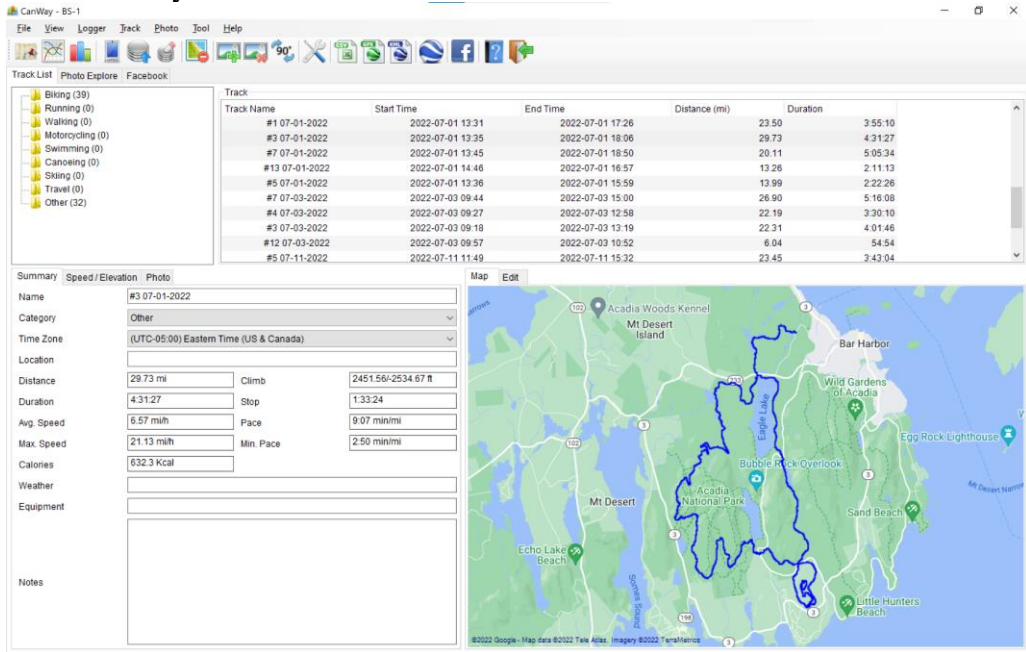 CanWay - BS-1
File View Logger Track Photo Tool Help
90°
CSV GPX KML f ?
Track List Photo Explore Facebook
Biking (39)
Running (0)
Walking (0)
Motorcycling (0)
Swimming (0)
Canoeing (0)
Skiing (0)
Travel (0)
Other (32)
Track
Track Name Start Time End Time Distance (mi) Duration
#1 07-01-2022 2022-07-01 13:31 2022-07-01 17:26 23.50 3:55:10
#3 07-01-2022 2022-07-01 13:35 2022-07-01 18:06 29.73 4:31:27
#7 07-01-2022 2022-07-01 13:45 2022-07-01 18:50 20.11 5:05:34
#13 07-01-2022 2022-07-01 14:46 2022-07-01 16:57 13.26 2:11:13
#5 07-01-2022 2022-07-01 13:36 2022-07-01 15:59 13.99 2:22:26
#7 07-03-2022 2022-07-03 09:44 2022-07-03 15:00 26.90 5:16:08
#4 07-03-2022 2022-07-03 09:27 2022-07-03 12:58 22.19 3:30:10
#3 07-03-2022 2022-07-03 09:18 2022-07-03 13:19 22.31 4:01:46
#12 07-03-2022 2022-07-03 09:57 2022-07-03 10:52 6.04 54:54
#5 07-11-2022 2022-07-11 11:49 2022-07-11 15:32 23.45 3:43:04
Summary Speed / Elevation Photo
Name #3 07-01-2022
Category Other
Time Zone (UTC-05:00) Eastern Time (US & Canada)
Location
Distance 29.73 mi Climb 2451.56/-2534.67 ft
Duration 4:31:27 Stop 1:33:24
Avg. Speed 6.57 mi/h Pace 9:07 min/mi
Max. Speed 21.13 mi/h Min. Pace 2:50 min/mi
Calories 632.3 Kcal
Weather
Equipment
Notes
Map Edit
102
Acadia Woods Kennel
3
Mt Desert
Island
Bar Harbor
233
Wild Gardens
of Acadia
Eagle Lake
3
102
Egg Rock Lighthouse
Bubble Rock Overlook
3
Acadia
National Park
Mt Desert
Sand Beach
3
Echo Lake
Beach
Somes Sound
Little Hunters
Beach
3
198
3
©2022 Google - Map data ©2022 Tele Atlas, Imagery ©2022 TerraMetrics